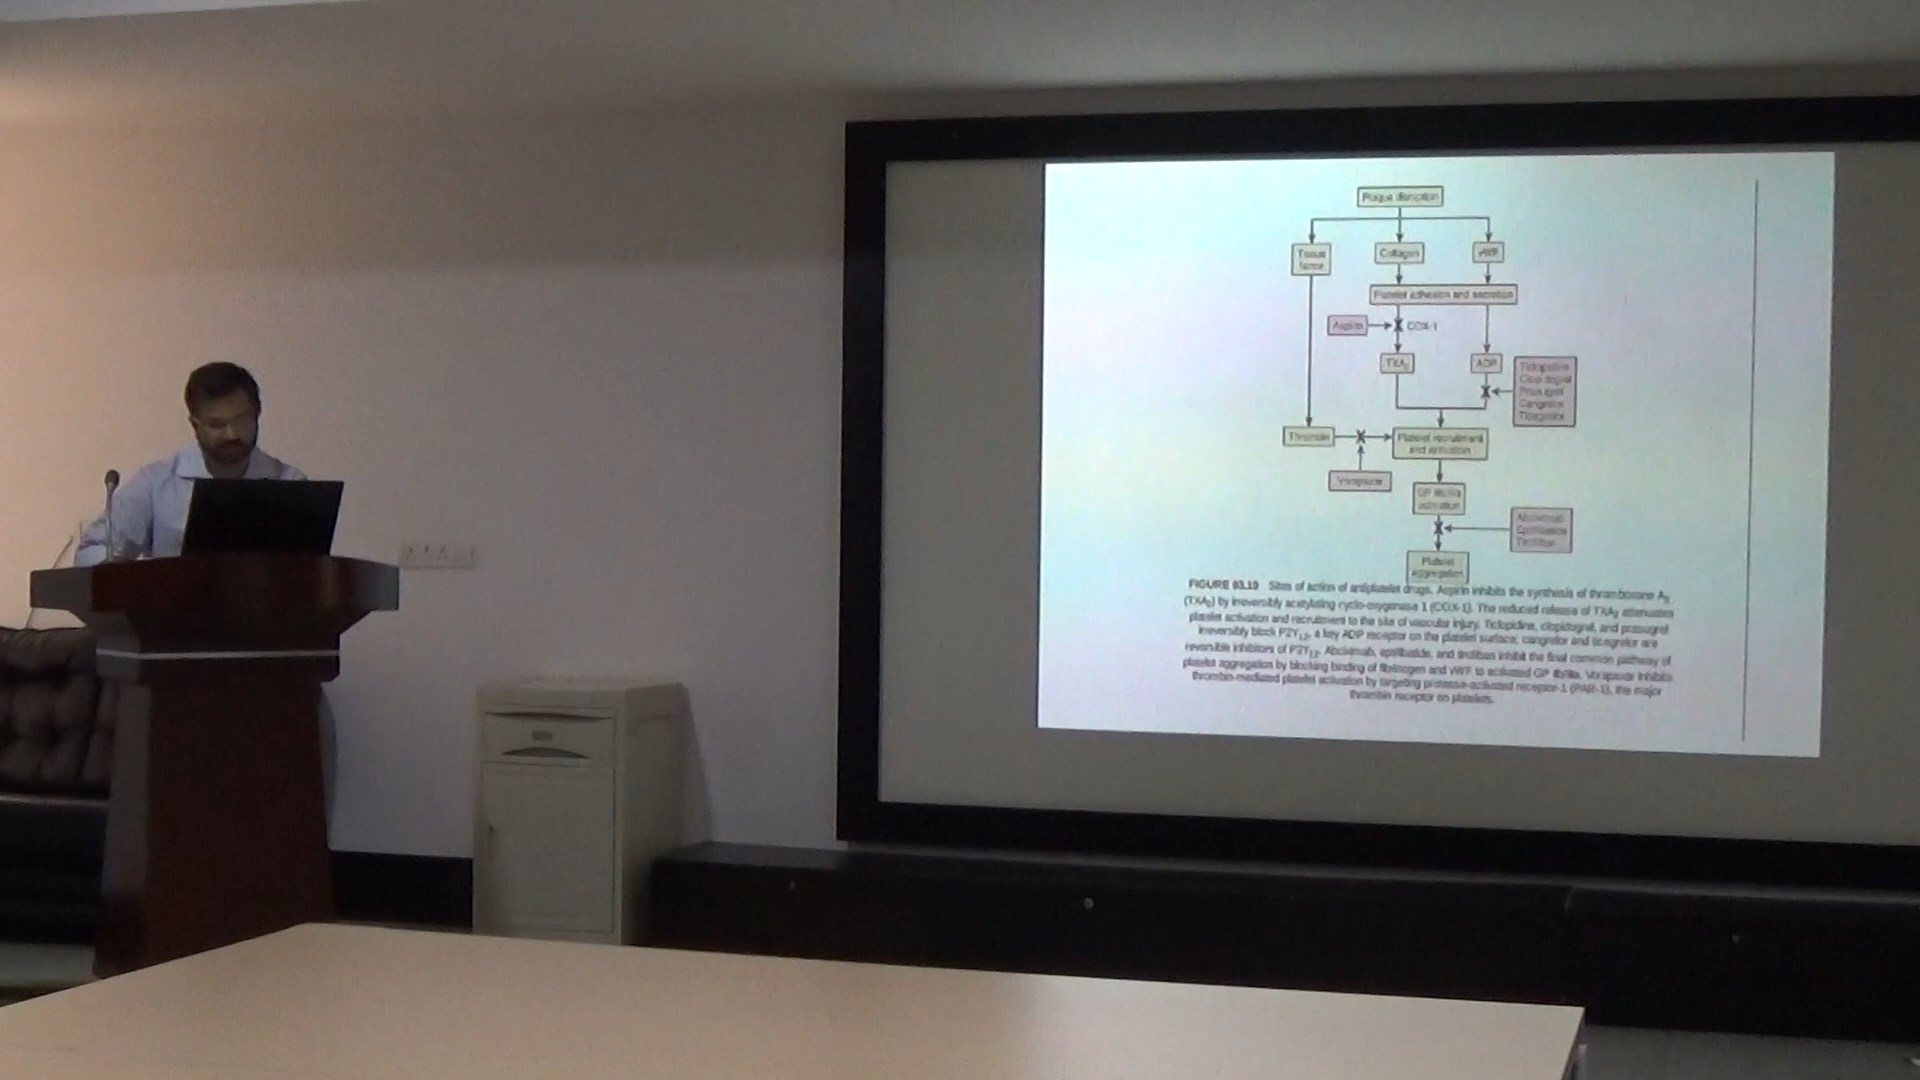 Plaque disruption
Tissue
factor
Collagen
vWF
Platelet adhesion and secretion
Aspirin
COX-1
TXA₂
ADP
Ticlopidine
Clopidogrel
Prasugrel
Cangrelor
Ticagrelor
Thrombin
Platelet recruitment
and activation
Vorapaxar
GP IIb/IIIa
activation
Abciximab
Eptifibatide
Tirofiban
Platelet
aggregation
FIGURE 93.19 Sites of action of antiplatelet drugs. Aspirin inhibits the synthesis of thromboxane A₂
(TXA₂) by irreversibly acetylating cyclo-oxygenase 1 (COX-1). The reduced release of TXA₂ attenuates
platelet activation and recruitment to the site of vascular injury. Ticlopidine, clopidogrel, and prasugrel
irreversibly block P2Y₁₂, a key ADP receptor on the platelet surface; cangrelor and ticagrelor are
reversible inhibitors of P2Y₁₂. Abciximab, eptifibatide, and tirofiban inhibit the final common pathway of
platelet aggregation by blocking binding of fibrinogen and vWF to activated GP IIb/IIIa. Vorapaxar inhibits
thrombin-mediated platelet activation by targeting protease-activated receptor-1 (PAR-1), the major
thrombin receptor on platelets.